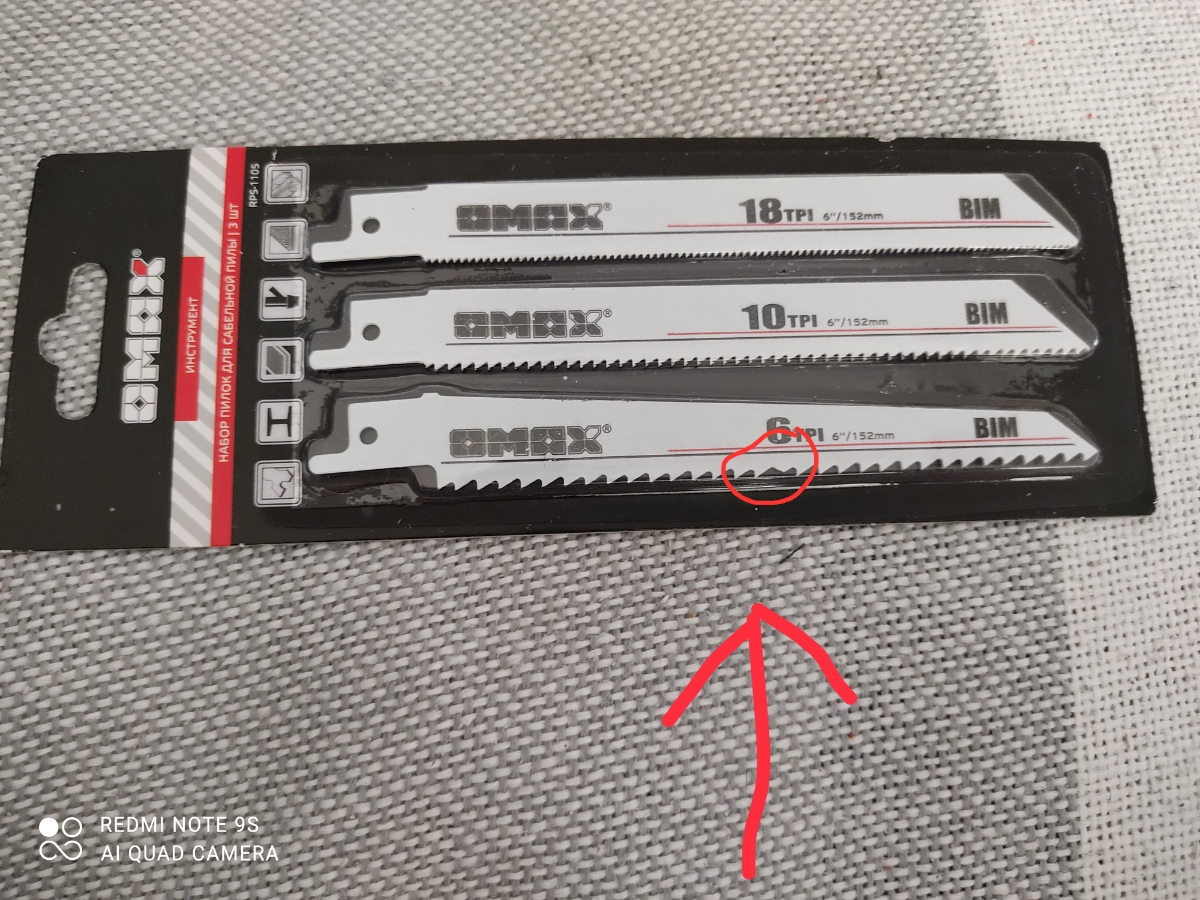 OMAX®
ИНСТРУМЕНТ
НАБОР ПИЛОК ДЛЯ САБЕЛЬНОЙ ПИЛЫ | 3 ШТ
RPS-1105
OMAX® 18TPI 6"/152mm BIM
OMAX® 10TPI 6"/152mm BIM
OMAX® 6TPI 6"/152mm BIM
REDMI NOTE 9S
AI QUAD CAMERA